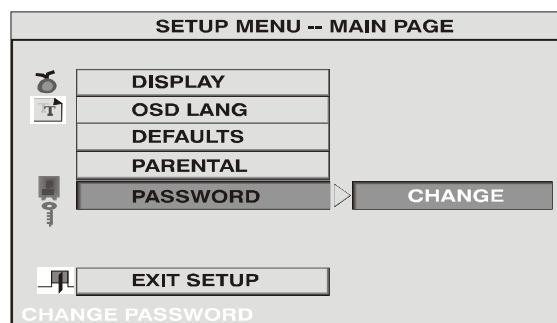 SETUP MENU -- MAIN PAGE
DISPLAY
T OSD LANG
DEFAULTS
PARENTAL
PASSWORD CHANGE
EXIT SETUP
CHANGE PASSWORD